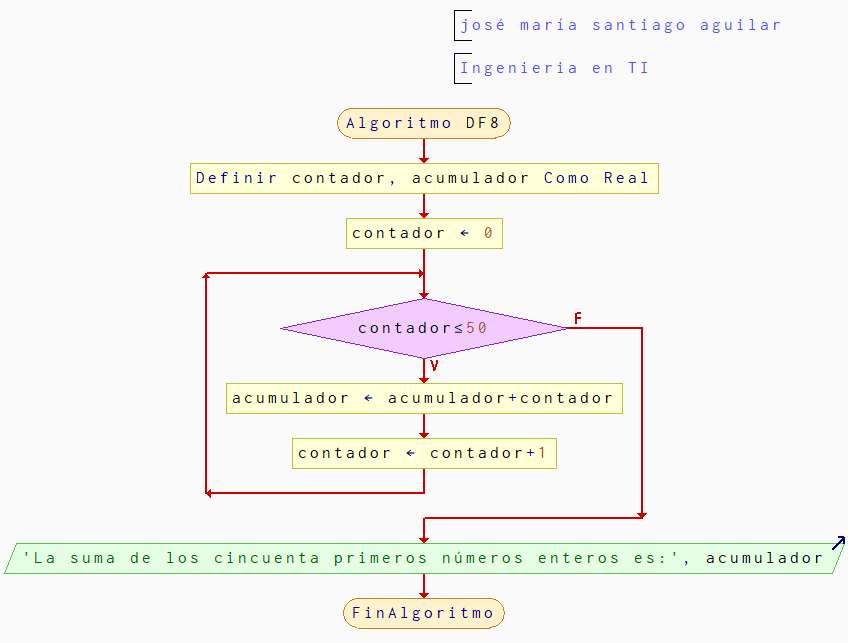 josé maría santiago aguilar
Ingenieria en TI
Algoritmo DF8
Definir contador, acumulador Como Real
contador ← 0
contador≤50
F
V
acumulador ← acumulador+contador
contador ← contador+1
'La suma de los cincuenta primeros números enteros es:', acumulador
FinAlgoritmo